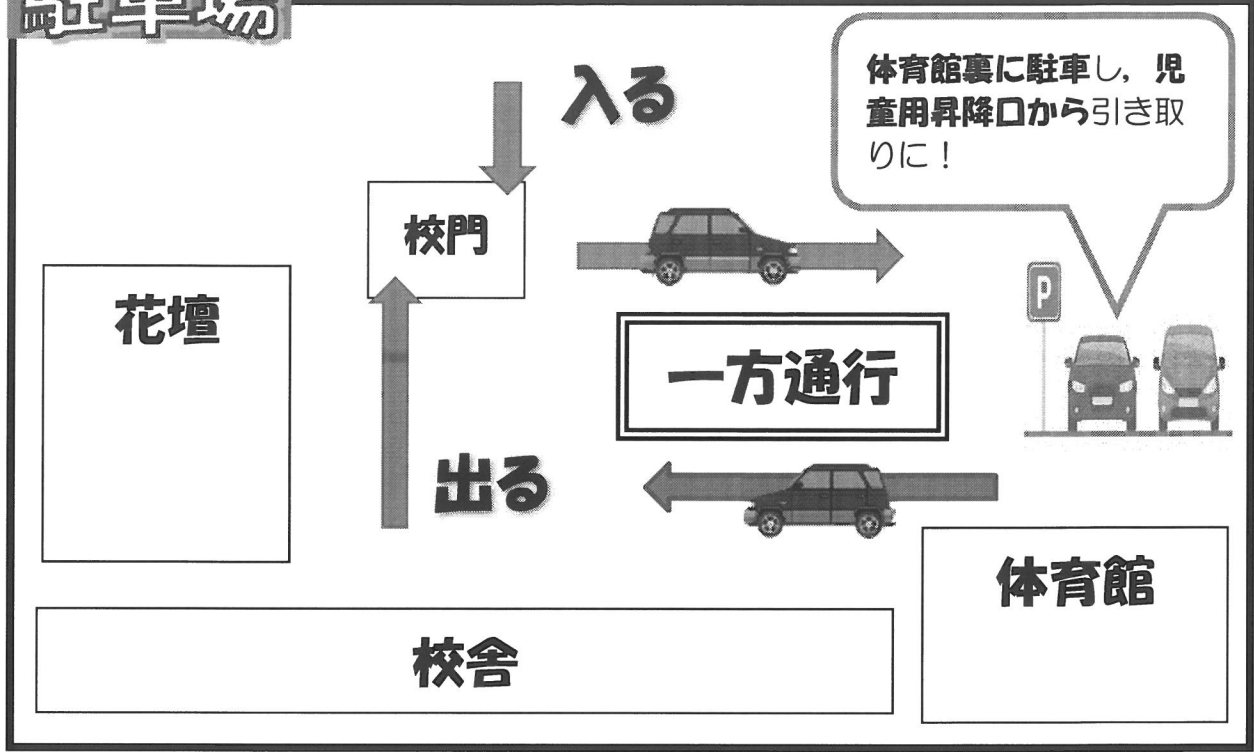 駐車場
入る
体育館裏に駐車し，児
童用昇降口から引き取
りに！
校門
P
花壇
一方通行
出る
体育館
校舎